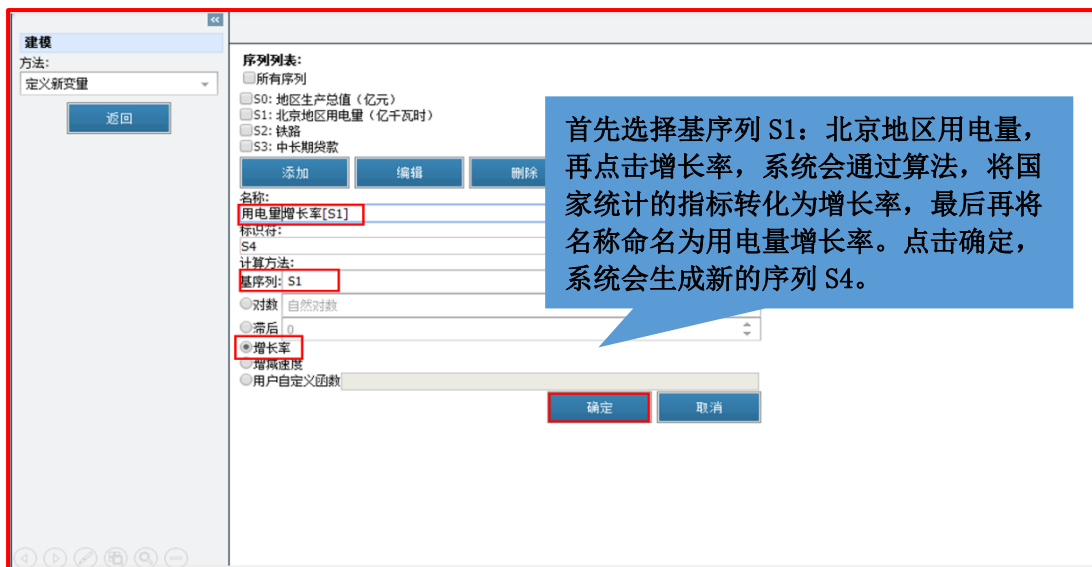 建模
方法:
定义新变量
返回
序列列表:
所有序列
S0: 地区生产总值（亿元）
S1: 北京地区用电量（亿千瓦时）
S2: 铁路
S3: 中长期贷款
添加 编辑 删除
名称:
用电量增长率[S1]
标识符:
S4
计算方法:
基序列: S1
对数 自然对数
滞后 0
增长率
增减速度
用户自定义函数
确定 取消
首先选择基序列 S1：北京地区用电量，
再点击增长率，系统会通过算法，将国
家统计的指标转化为增长率，最后再将
名称命名为用电量增长率。点击确定，
系统会生成新的序列 S4。